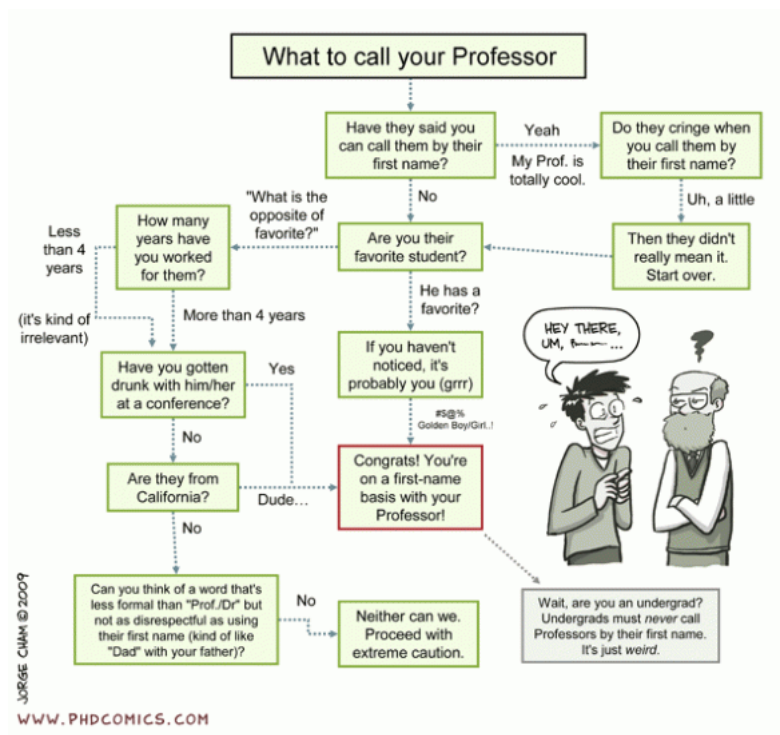 What to call your Professor
Have they said you
can call them by their
first name?
Yeah
My Prof. is
totally cool.
Do they cringe when
you call them by
their first name?
No
Uh, a little
"What is the
opposite of
favorite?"
How many
years have
you worked
for them?
Less
than 4
years
Are you their
favorite student?
Then they didn't
really mean it.
Start over.
He has a
favorite?
More than 4 years
(it's kind of
irrelevant)
If you haven't
noticed, it's
probably you (grrr)
HEY THERE,
UM,
...
Have you gotten
drunk with him/her
at a conference?
Yes
#$@%
Golden Boy/Girl..!
No
Are they from
California?
Dude...
Congrats! You're
on a first-name
basis with your
Professor!
No
Can you think of a word that's
less formal than "Prof./Dr" but
not as disrespectful as using
their first name (kind of like
"Dad" with your father)?
No
Neither can we.
Proceed with
extreme caution.
Wait, are you an undergrad?
Undergrads must never call
Professors by their first name.
It's just weird.
JORGE CHAM © 2009
WWW.PHDCOMICS.COM